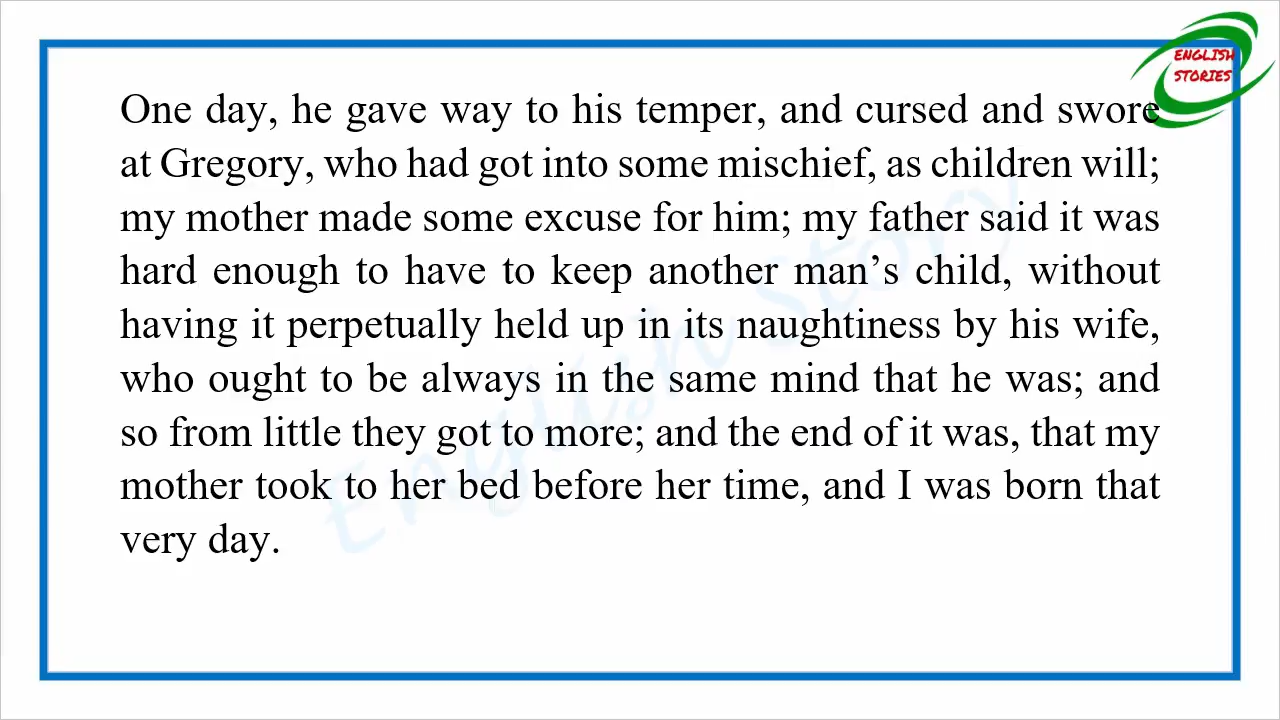 ENGLISH
STORIES
One day, he gave way to his temper, and cursed and swore
at Gregory, who had got into some mischief, as children will;
my mother made some excuse for him; my father said it was
hard enough to have to keep another man’s child, without
having it perpetually held up in its naughtiness by his wife,
who ought to be always in the same mind that he was; and
so from little they got to more; and the end of it was, that my
mother took to her bed before her time, and I was born that
very day.
English Story